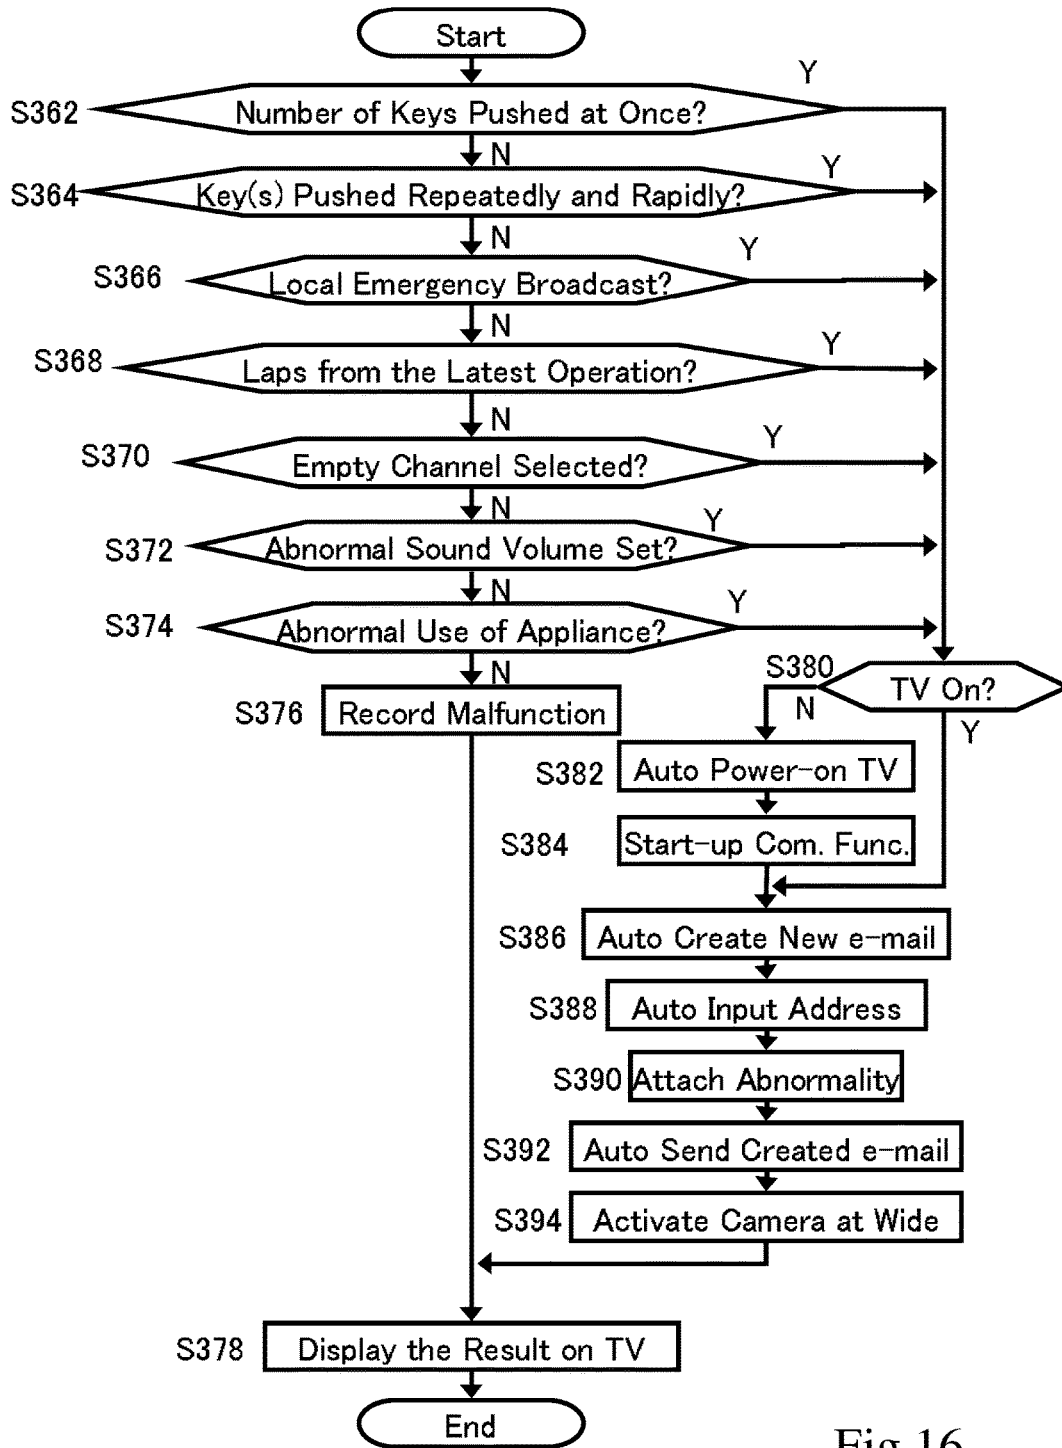 Start
Y
S362 Number of Keys Pushed at Once?
N
Y
S364 Key(s) Pushed Repeatedly and Rapidly?
N
Y
S366 Local Emergency Broadcast?
N
Y
S368 Laps from the Latest Operation?
N
Y
S370 Empty Channel Selected?
N
Y
S372 Abnormal Sound Volume Set?
N
Y
S374 Abnormal Use of Appliance?
N
S376 Record Malfunction
S380 TV On?
N
Y
S382 Auto Power-on TV
S384 Start-up Com. Func.
S386 Auto Create New e-mail
S388 Auto Input Address
S390 Attach Abnormality
S392 Auto Send Created e-mail
S394 Activate Camera at Wide
S378 Display the Result on TV
End
Fig.16